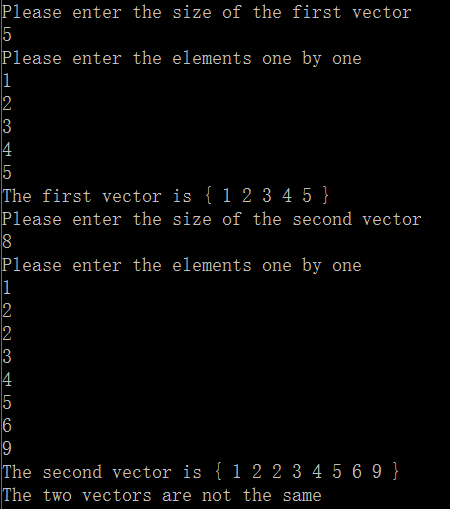 Please enter the size of the first vector
5
Please enter the elements one by one
1
2
3
4
5
The first vector is { 1 2 3 4 5 }
Please enter the size of the second vector
8
Please enter the elements one by one
1
2
2
3
4
5
6
9
The second vector is { 1 2 2 3 4 5 6 9 }
The two vectors are not the same